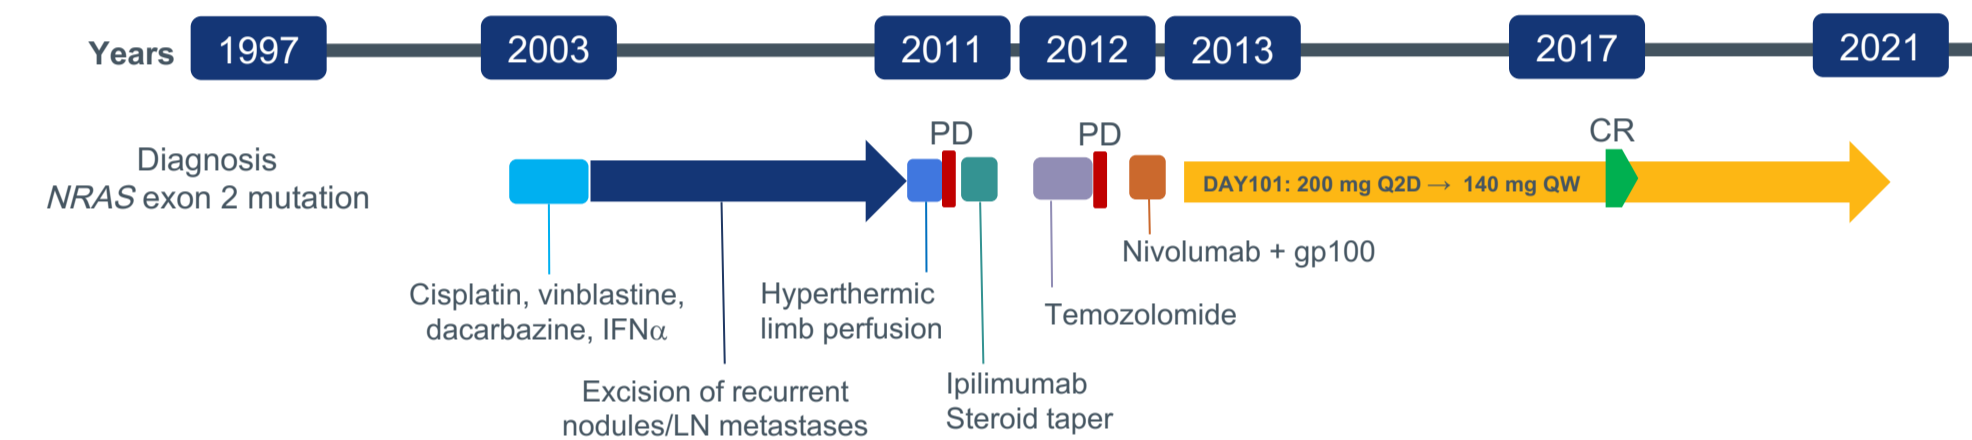 Years 1997 2003 2011 2012 2013 2017 2021
PD PD CR
Diagnosis
NRAS exon 2 mutation
DAY101: 200 mg Q2D → 140 mg QW
Cisplatin, vinblastine,
dacarbazine, IFNα
Excision of recurrent
nodules/LN metastases
Hyperthermic
limb perfusion
Ipilimumab
Steroid taper
Temozolomide
Nivolumab + gp100